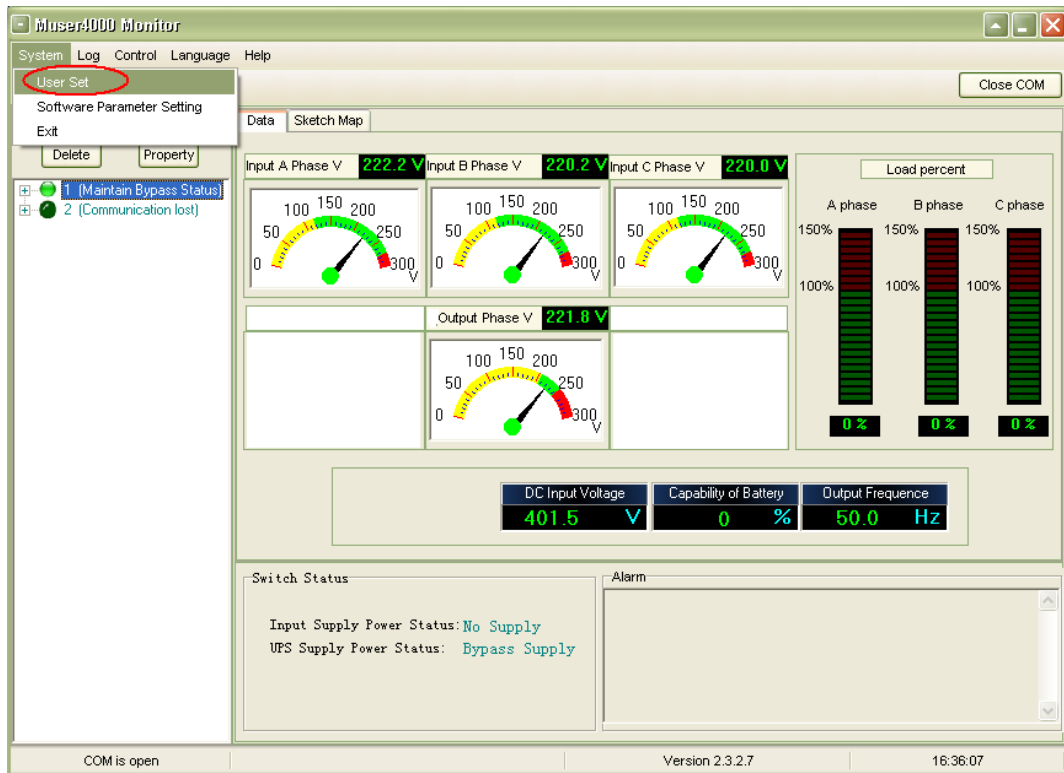 Muser4000 Monitor
System Log Control Language Help
User Set
Software Parameter Setting
Exit
Close COM
Delete Property
1 (Maintain Bypass Status)
2 (Communication lost)
Data Sketch Map
Input A Phase V 222.2 V Input B Phase V 220.2 V Input C Phase V 220.0 V
0 50 100 150 200 250 300 V
0 50 100 150 200 250 300 V
0 50 100 150 200 250 300 V
Output Phase V 221.8 V
0 50 100 150 200 250 300 V
Load percent
A phase B phase C phase
150% 150% 150%
100% 100% 100%
0 % 0 % 0 %
DC Input Voltage Capability of Battery Output Frequence
401.5 V 0 % 50.0 Hz
Switch Status
Input Supply Power Status: No Supply
UPS Supply Power Status: Bypass Supply
Alarm
COM is open Version 2.3.2.7 16:36:07